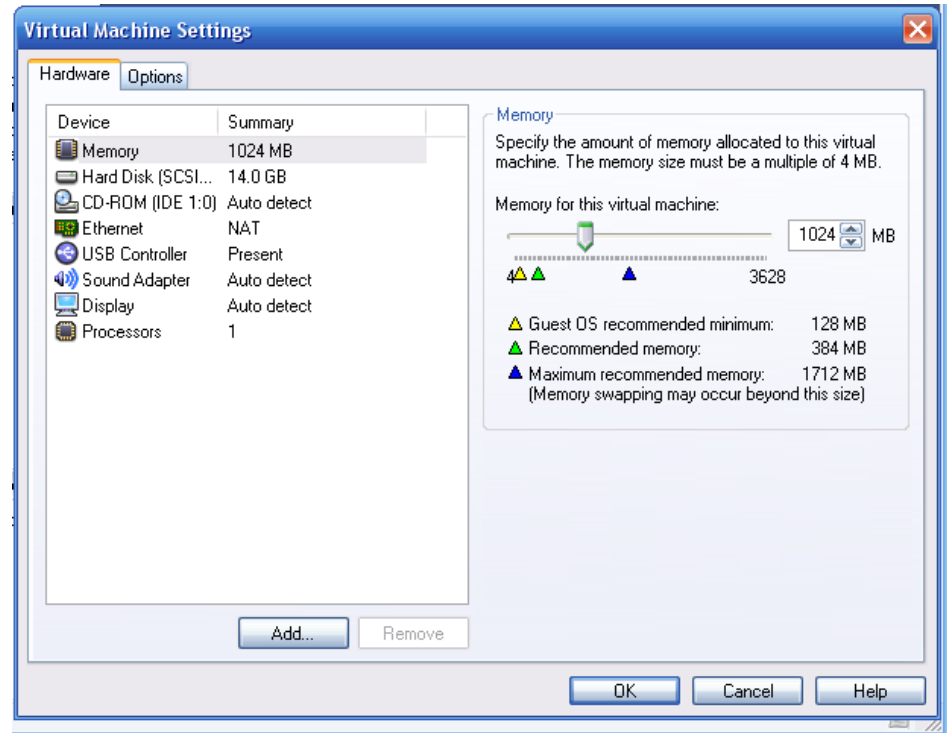 Virtual Machine Settings
Hardware Options
Device Summary
Memory 1024 MB
Hard Disk (SCSI... 14.0 GB
CD-ROM (IDE 1:0) Auto detect
Ethernet NAT
USB Controller Present
Sound Adapter Auto detect
Display Auto detect
Processors 1
Add... Remove
Memory
Specify the amount of memory allocated to this virtual
machine. The memory size must be a multiple of 4 MB.
Memory for this virtual machine:
1024 MB
4 3628
Guest OS recommended minimum: 128 MB
Recommended memory: 384 MB
Maximum recommended memory: 1712 MB
(Memory swapping may occur beyond this size)
OK Cancel Help